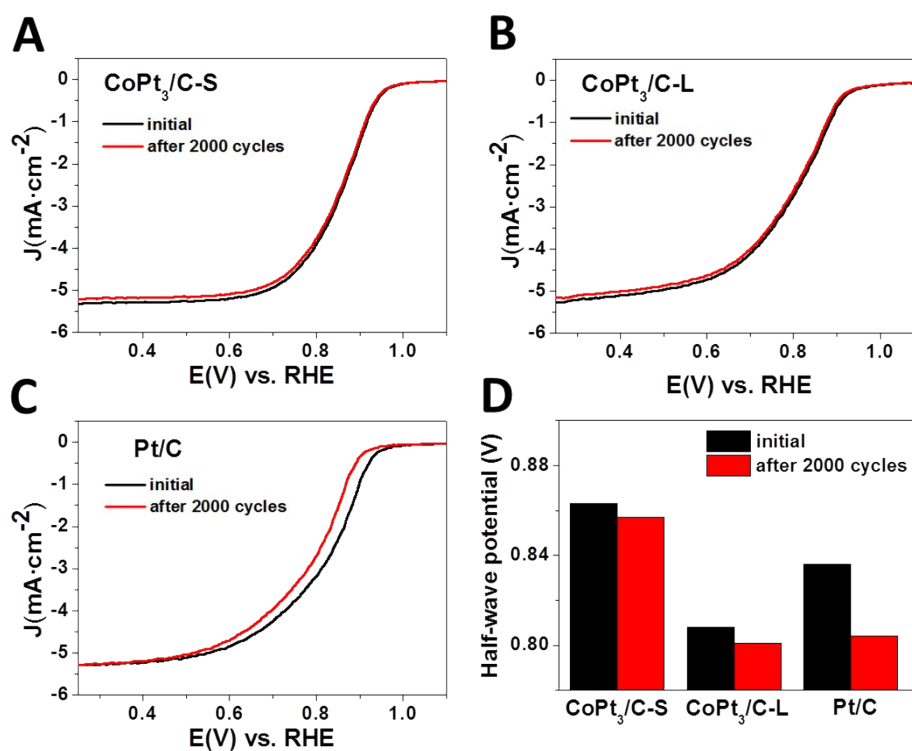 A
CoPt3/C-S
initial
after 2000 cycles
J(mA·cm-2)
0
-1
-2
-3
-4
-5
-6
0.4 0.6 0.8 1.0
E(V) vs. RHE
B
CoPt3/C-L
initial
after 2000 cycles
J(mA·cm-2)
0
-1
-2
-3
-4
-5
-6
0.4 0.6 0.8 1.0
E(V) vs. RHE
C
Pt/C
initial
after 2000 cycles
J(mA·cm-2)
0
-1
-2
-3
-4
-5
-6
0.4 0.6 0.8 1.0
E(V) vs. RHE
D
initial
after 2000 cycles
Half-wave potential (V)
0.88
0.84
0.80
CoPt3/C-S CoPt3/C-L Pt/C